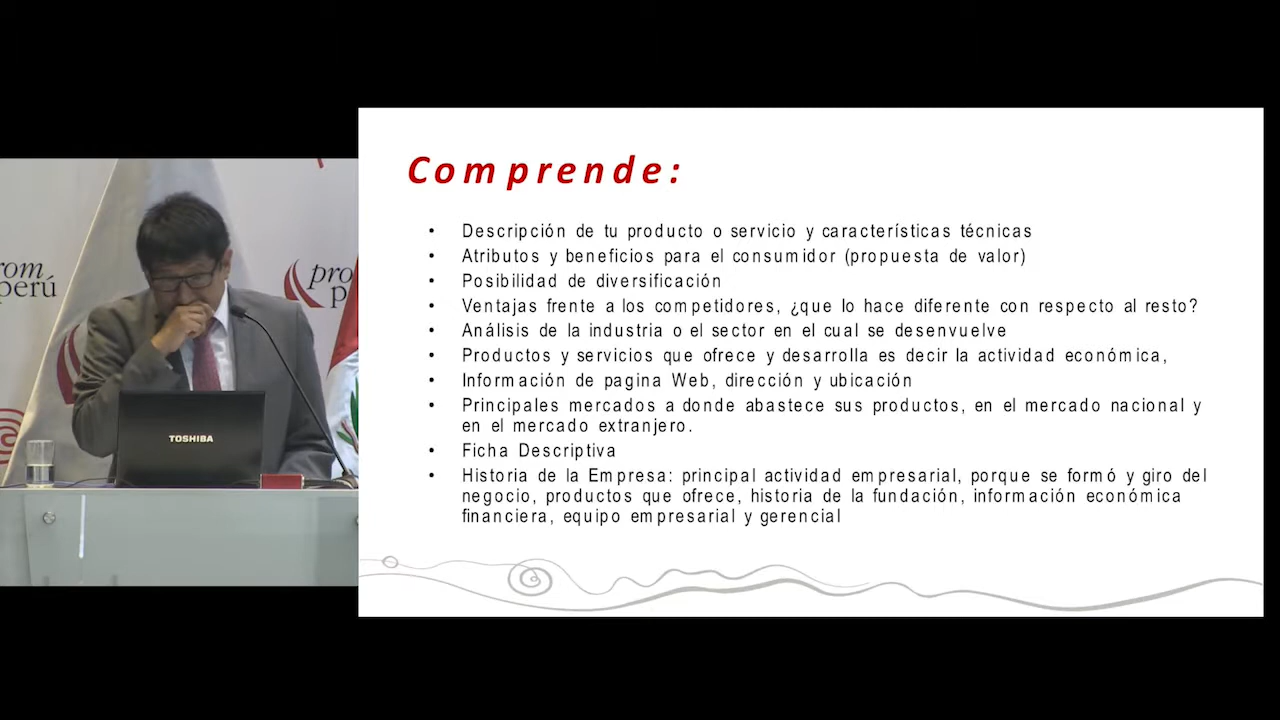 Comprende:
• Descripción de tu producto o servicio y características técnicas
• Atributos y beneficios para el consumidor (propuesta de valor)
• Posibilidad de diversificación
• Ventajas frente a los competidores, ¿que lo hace diferente con respecto al resto?
• Análisis de la industria o el sector en el cual se desenvuelve
• Productos y servicios que ofrece y desarrolla es decir la actividad económica,
• Información de pagina Web, dirección y ubicación
• Principales mercados a donde abastece sus productos, en el mercado nacional y
en el mercado extranjero.
• Ficha Descriptiva
• Historia de la Empresa: principal actividad empresarial, porque se formó y giro del
negocio, productos que ofrece, historia de la fundación, información económica
financiera, equipo empresarial y gerencial
rom
perú
pro
p
TOSHIBA